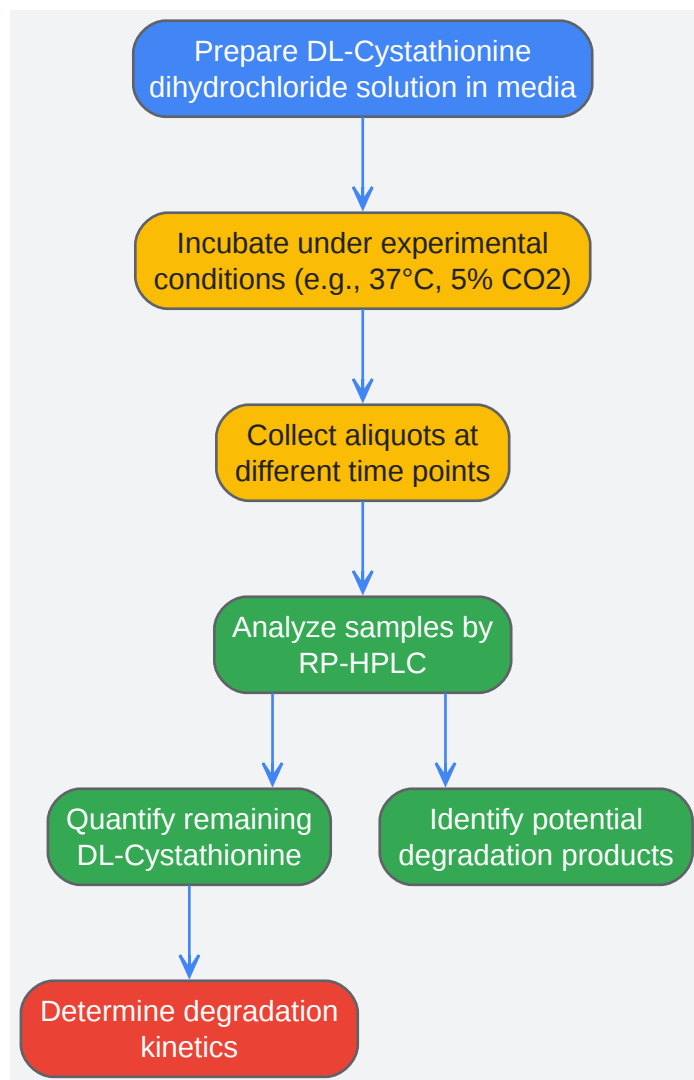 Prepare DL-Cystathionine
dihydrochloride solution in media
Incubate under experimental
conditions (e.g., 37°C, 5% CO2)
Collect aliquots at
different time points
Analyze samples by
RP-HPLC
Quantify remaining
DL-Cystathionine
Identify potential
degradation products
Determine degradation
kinetics